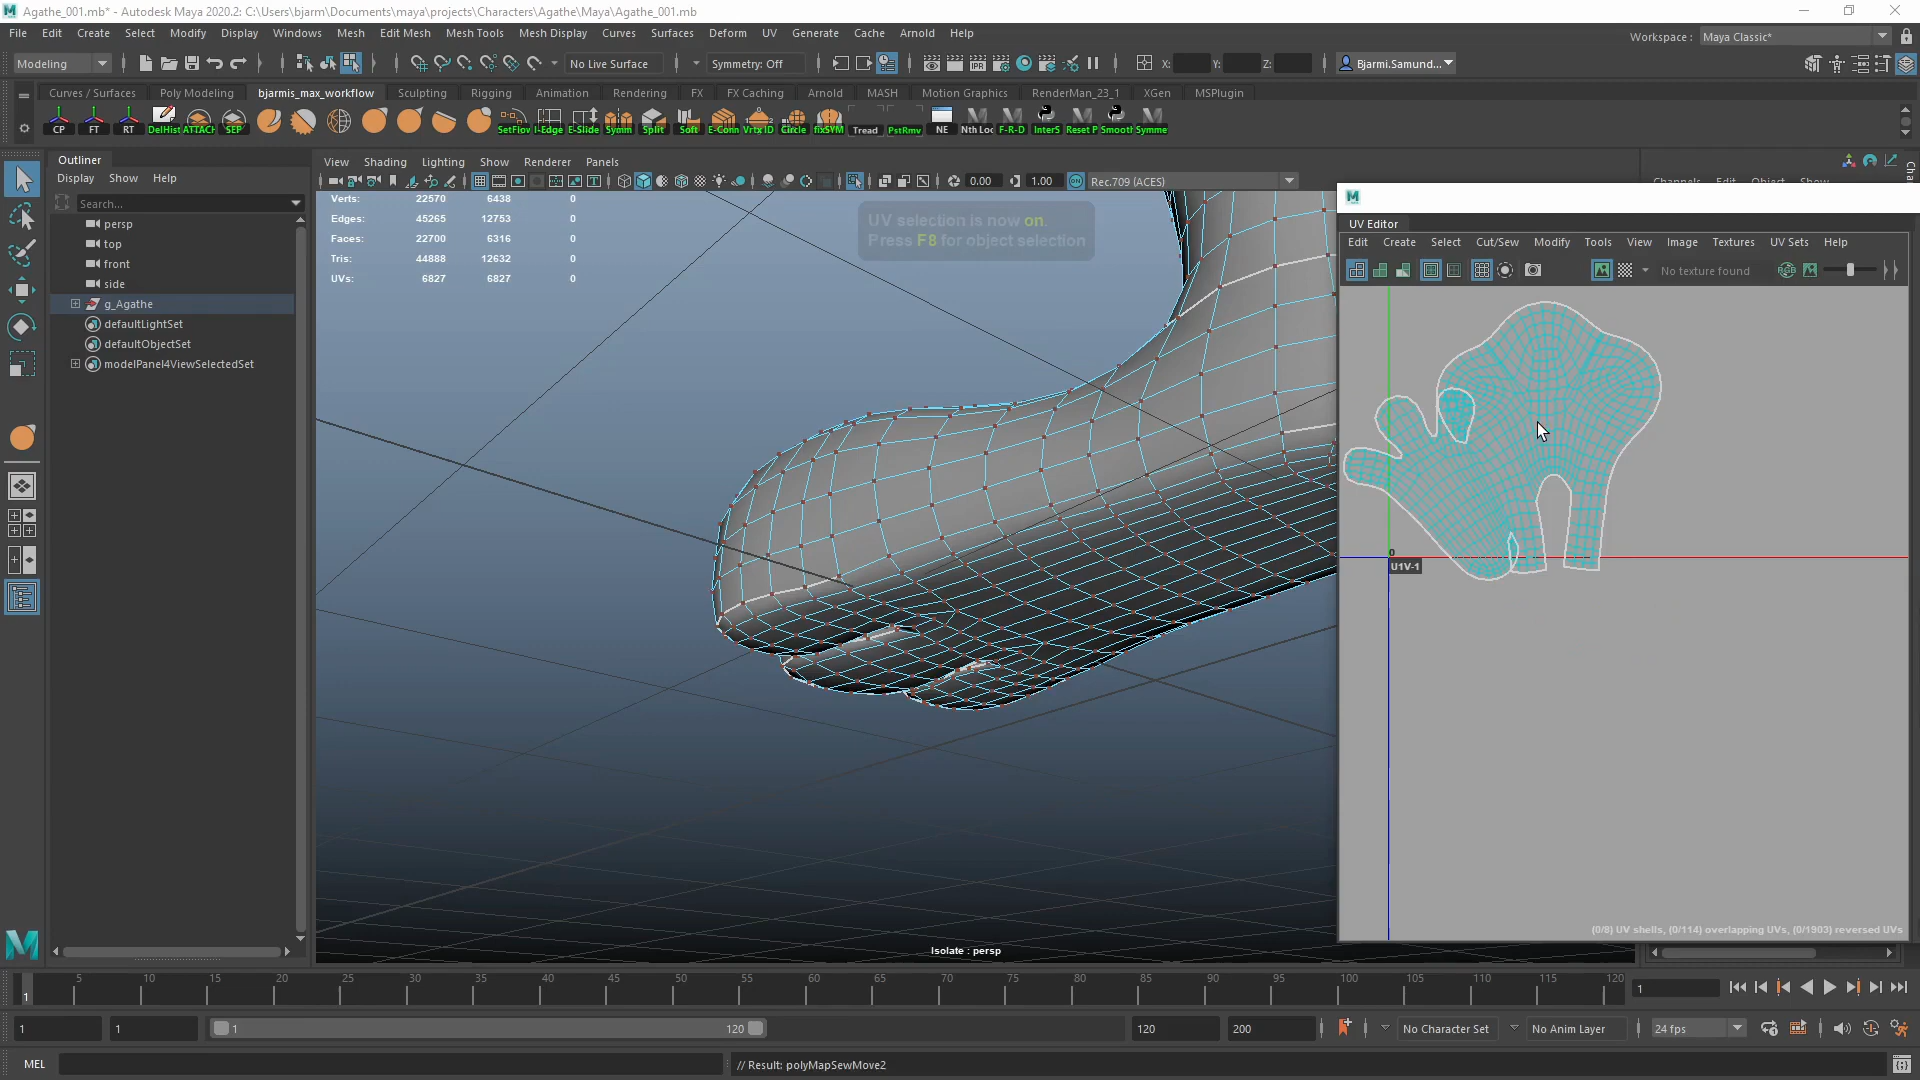 Agathe_001.mb* - Autodesk Maya 2020.2: C:\Users\bjarm\Documents\maya\projects\Characters\Agathe\Maya\Agathe_001.mb
File Edit Create Select Modify Display Windows Mesh Edit Mesh Mesh Tools Mesh Display Curves Surfaces Deform UV Generate Cache Arnold Help
Workspace : Maya Classic*
Modeling No Live Surface Symmetry: Off X: Y: Z: Bjarmi.Samund...
Curves / Surfaces Poly Modeling bjarmis_max_workflow Sculpting Rigging Animation Rendering FX FX Caching Arnold Motion Graphics MASH RenderMan_23_1 XGen MSPlugin
CP FT RT DelHist ATTACH SEP SetFlow I-Edge E-Slide Symm Split Soft E-Conn Vrtx ID Circle fixSYM Tread PstRmv NE Nth Loc F-R-D InterS Reset P Smooth Symme
Outliner
Display Show Help
Search...
persp
top
front
side
g_Agathe
defaultLightSet
defaultObjectSet
modelPanel4ViewSelectedSet
View Shading Lighting Show Renderer Panels
0.00 1.00 Rec.709 (ACES)
Verts: 22570 6438 0
Edges: 45265 12753 0
Faces: 22700 6316 0
Tris: 44888 12632 0
UVs: 6827 6827 0
UV selection is now on.
Press F8 for object selection
Isolate : persp
UV Editor
Edit Create Select Cut/Sew Modify Tools View Image Textures UV Sets Help
No texture found
0
U1V-1
(0/8) UV shells, (0/114) overlapping UVs, (0/1903) reversed UVs
5 10 15 20 25 30 35 40 45 50 55 60 65 70 75 80 85 90 95 100 105 110 115 120
1 1
1 1 1 120 120 200 No Character Set No Anim Layer 24 fps
MEL // Result: polyMapSewMove2